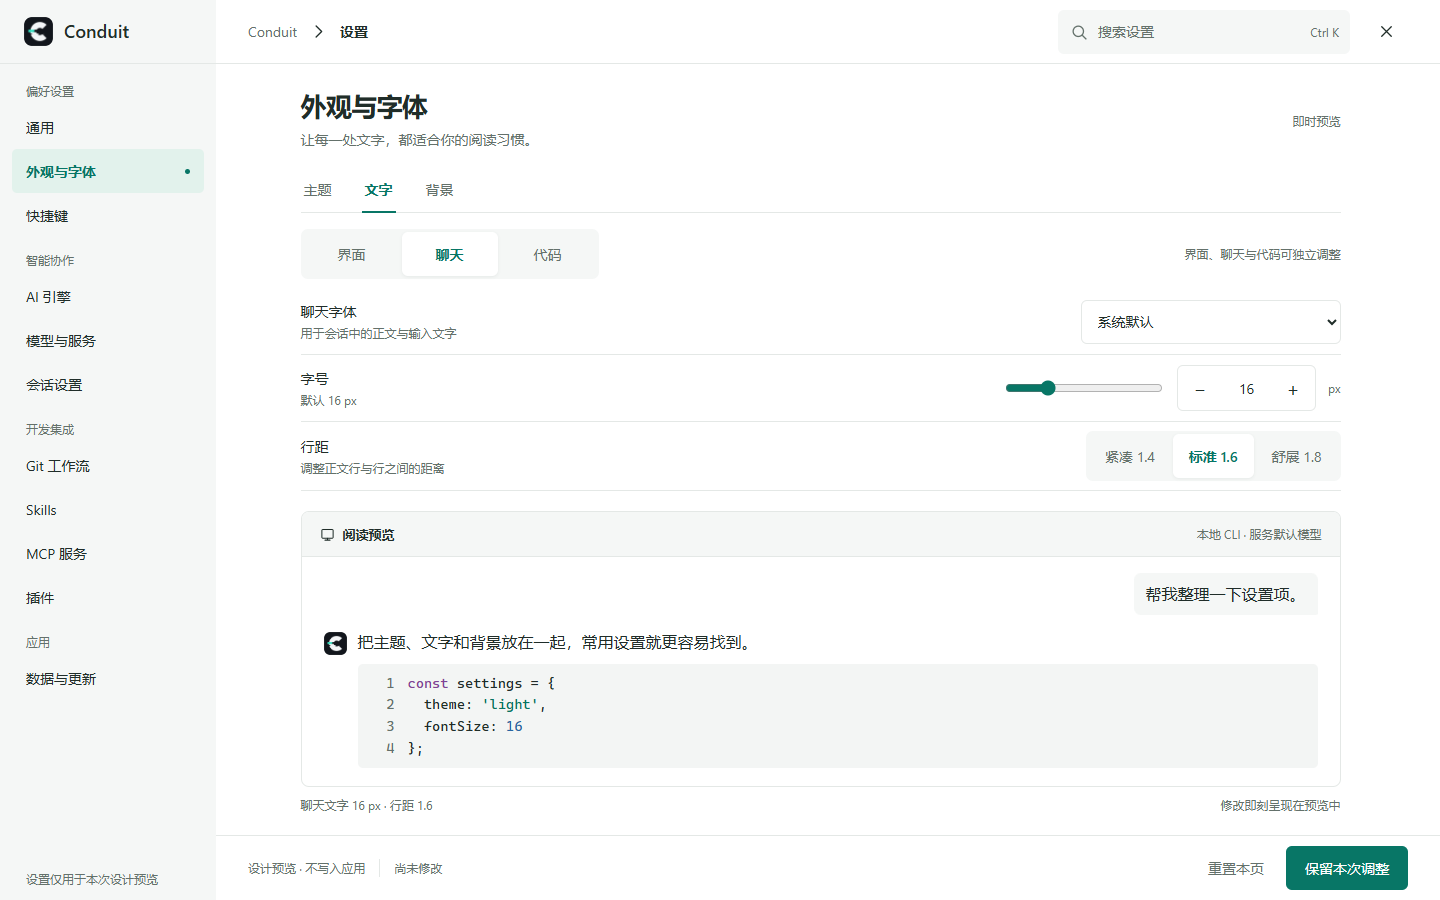 Conduit
偏好设置
通用
外观与字体
快捷键
智能协作
AI 引擎
模型与服务
会话设置
开发集成
Git 工作流
Skills
MCP 服务
插件
应用
数据与更新
设置仅用于本次设计预览
Conduit 设置
搜索设置 Ctrl K
外观与字体
让每一处文字，都适合你的阅读习惯。
即时预览
主题 文字 背景
界面 聊天 代码
界面、聊天与代码可独立调整
聊天字体
用于会话中的正文与输入文字
系统默认
字号
默认 16 px
− 16 + px
行距
调整正文行与行之间的距离
紧凑 1.4 标准 1.6 舒展 1.8
阅读预览
本地 CLI · 服务默认模型
帮我整理一下设置项。
把主题、文字和背景放在一起，常用设置就更容易找到。
1 const settings = {
2 theme: 'light',
3 fontSize: 16
4 };
聊天文字 16 px · 行距 1.6
修改即刻呈现在预览中
设计预览 · 不写入应用
尚未修改
重置本页
保留本次调整